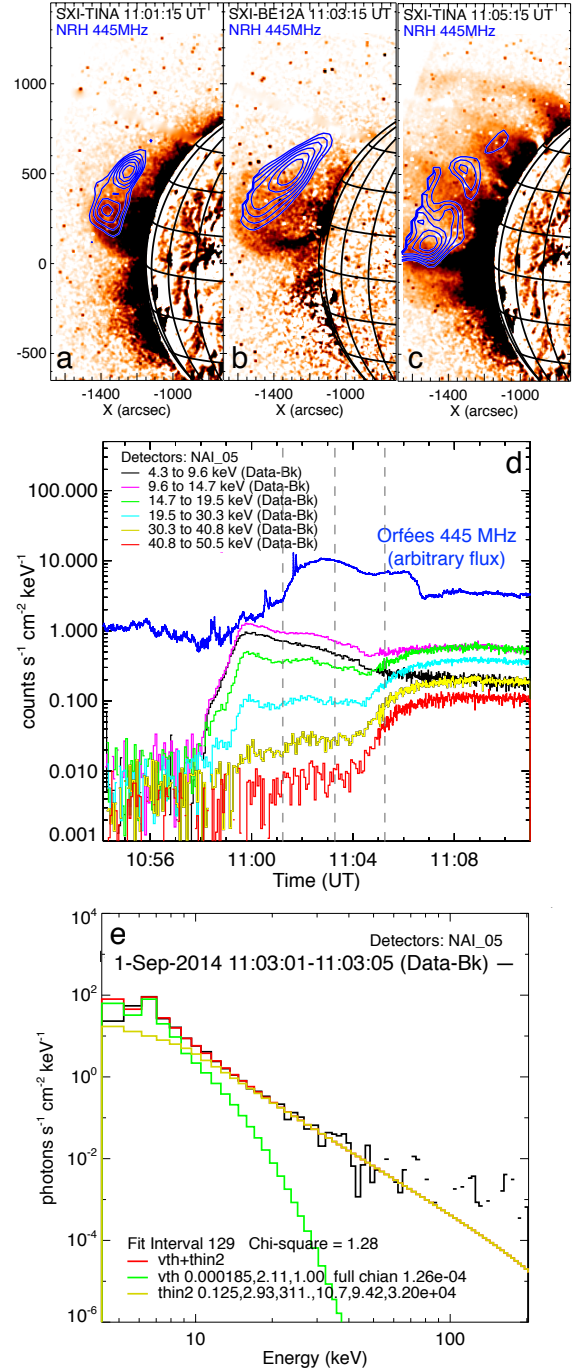 SXI-TINA 11:01:15 UT SXI-BE12A 11:03:15 UT SXI-TINA 11:05:15 UT
NRH 445MHz NRH 445MHz NRH 445MHz
1000
500
0
-500
a b c
-1400 -1000 -1400 -1000 -1400 -1000
X (arcsec) X (arcsec) X (arcsec)
Detectors: NAI_05 d
4.3 to 9.6 keV (Data-Bk)
9.6 to 14.7 keV (Data-Bk)
14.7 to 19.5 keV (Data-Bk)
19.5 to 30.3 keV (Data-Bk)
30.3 to 40.8 keV (Data-Bk)
40.8 to 50.5 keV (Data-Bk)
Orfées 445 MHz
(arbitrary flux)
counts s⁻¹ cm⁻² keV⁻¹
100.000
10.000
1.000
0.100
0.010
0.001
10:56 11:00 11:04 11:08
Time (UT)
e Detectors: NAI_05
1-Sep-2014 11:03:01-11:03:05 (Data-Bk)
photons s⁻¹ cm⁻² keV⁻¹
10⁴
10²
10⁰
10⁻²
10⁻⁴
10⁻⁶
Fit Interval 129 Chi-square = 1.28
vth+thin2
vth 0.000185,2.11,1.00 full chian 1.26e-04
thin2 0.125,2.93,311.,10.7,9.42,3.20e+04
10 100
Energy (keV)